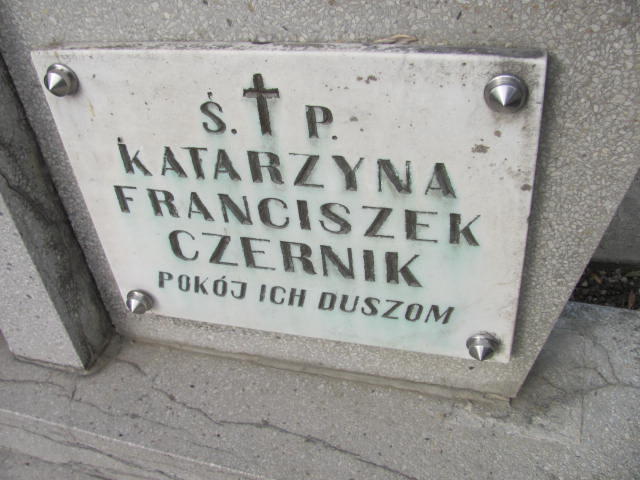 Ś. P.
KATARZYNA
FRANCISZEK
CZERNIK
POKÓJ ICH DUSZOM